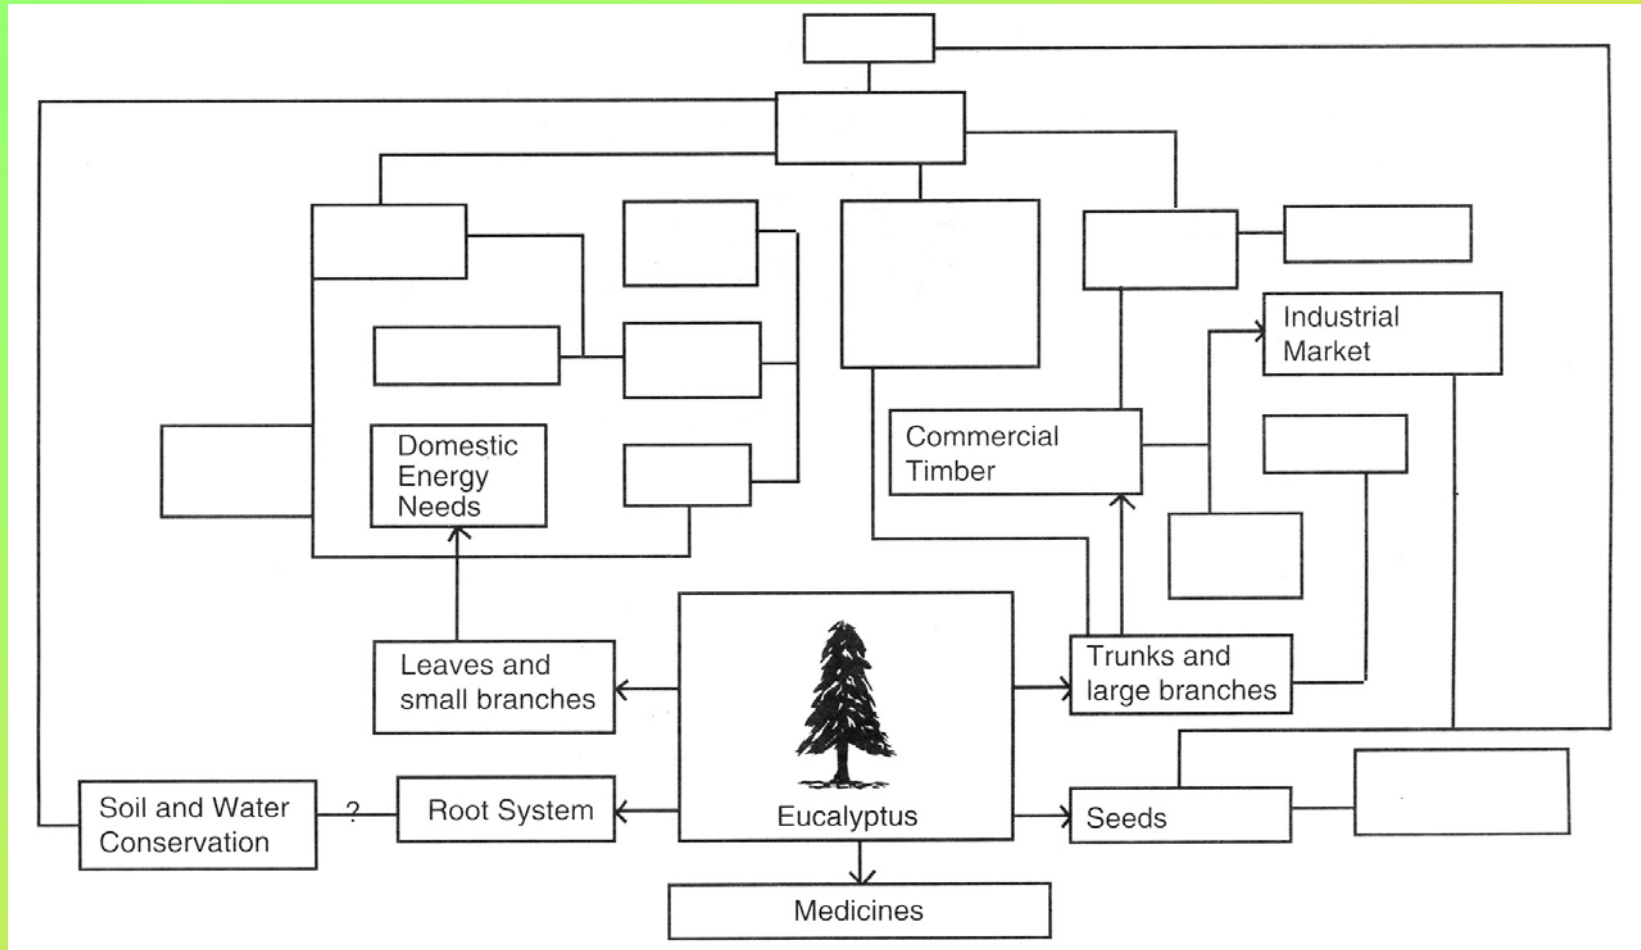 Industrial
Market
Commercial
Timber
Domestic
Energy
Needs
Leaves and
small branches
Trunks and
large branches
Soil and Water
Conservation
?
Root System
Eucalyptus
Seeds
Medicines